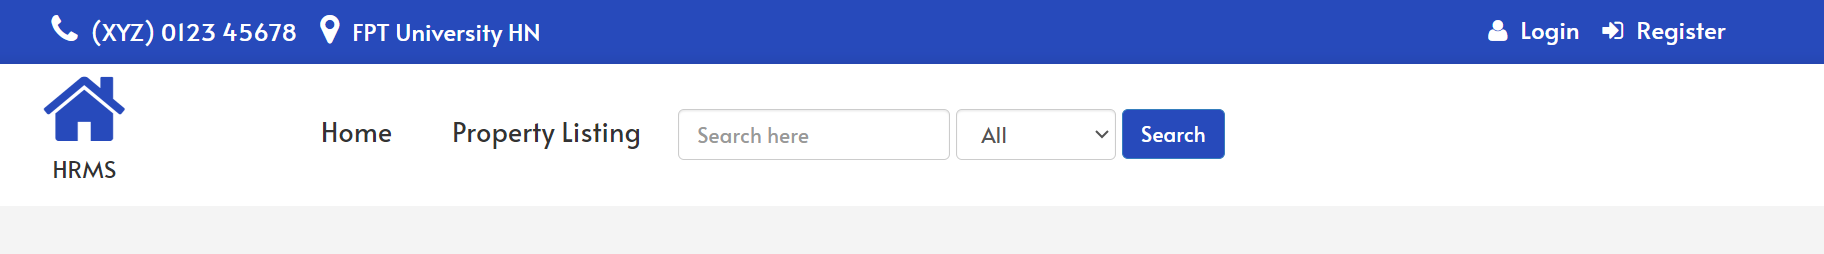 (XYZ) 0123 45678 FPT University HN Login Register
Home Property Listing Search here All Search
HRMS